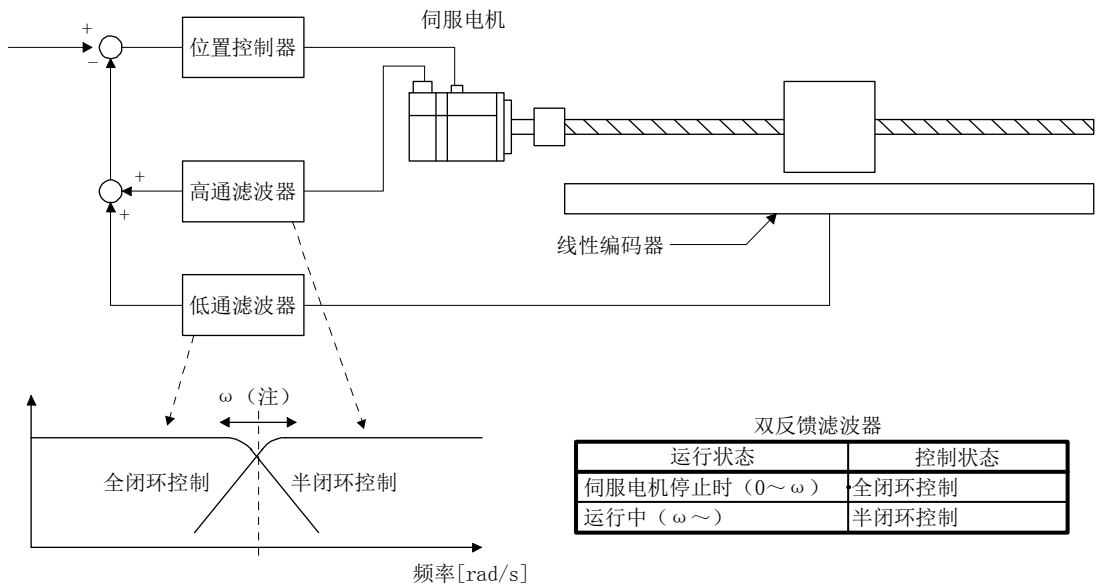 伺服电机
+
−
位置控制器
+
高通滤波器
+
线性编码器
低通滤波器
ω（注）
全闭环控制
半闭环控制
频率[rad/s]
双反馈滤波器
运行状态 控制状态
伺服电机停止时（0～ω） 全闭环控制
运行中（ω～） 半闭环控制